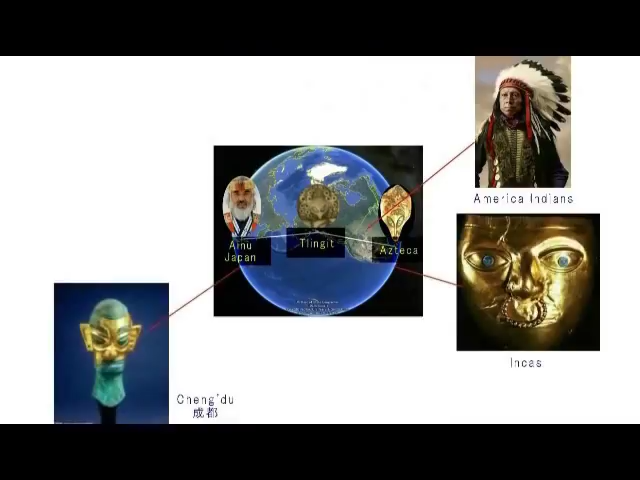 America Indians
Ainu
Japan
Tlingit
Azteca
Incas
Cheng'du
成都